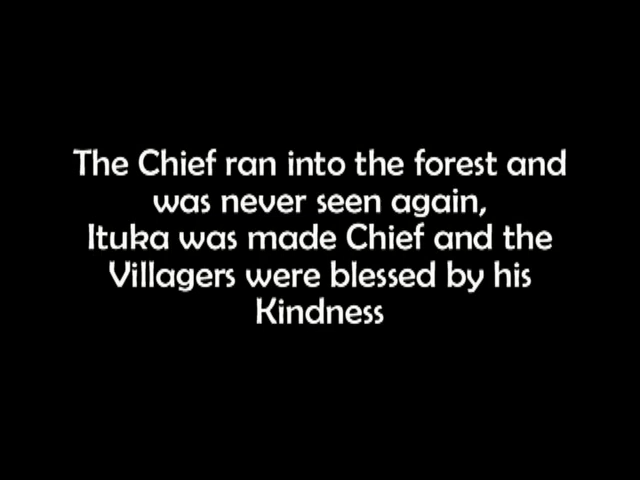 The Chief ran into the forest and
was never seen again,
Ituka was made Chief and the
Villagers were blessed by his
Kindness